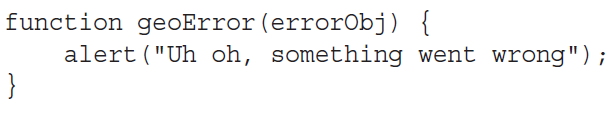 function geoError(errorObj) {
    alert("Uh oh, something went wrong");
}